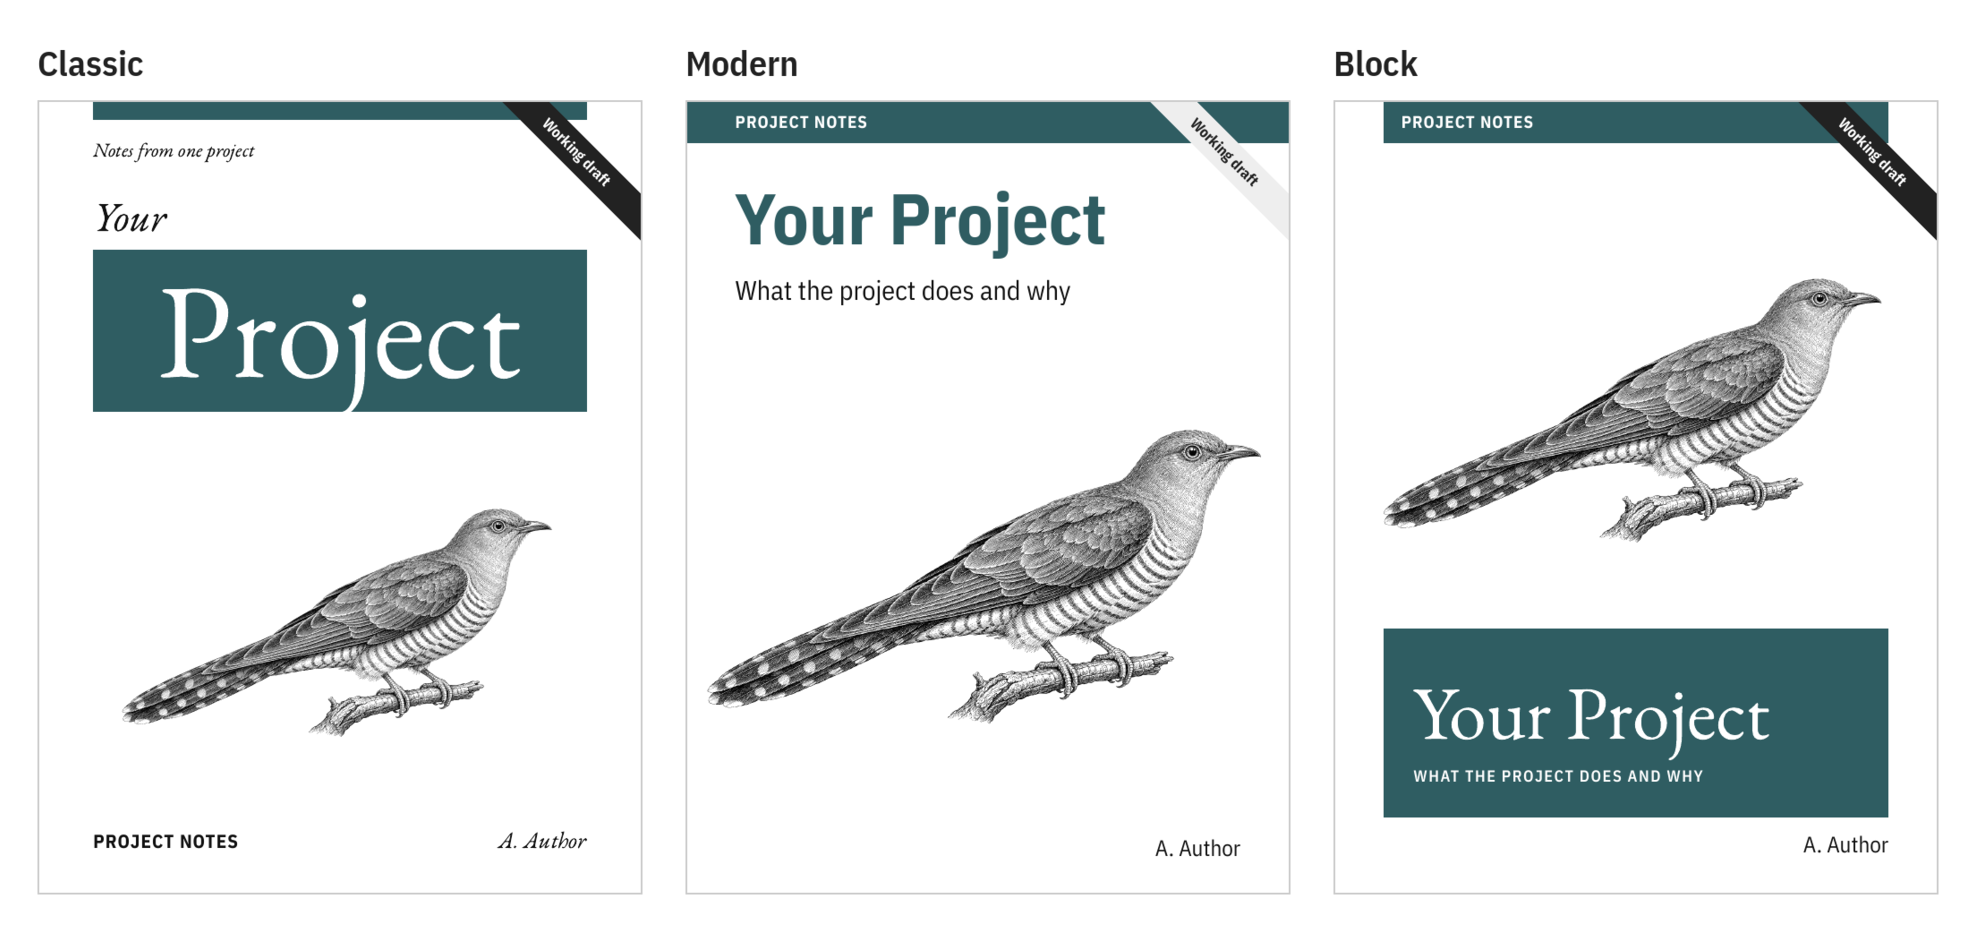 Classic
Notes from one project
Working draft
Your
Project
PROJECT NOTES
A. Author
Modern
PROJECT NOTES
Working draft
Your Project
What the project does and why
A. Author
Block
PROJECT NOTES
Working draft
Your Project
WHAT THE PROJECT DOES AND WHY
A. Author